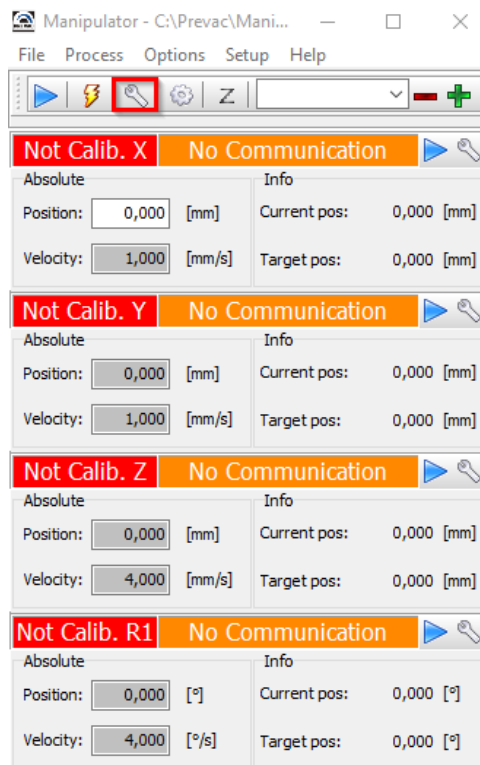 Manipulator - C:\Prevac\Mani...
File Process Options Setup Help
Z
Not Calib. X No Communication
Absolute Info
Position: 0,000 [mm] Current pos: 0,000 [mm]
Velocity: 1,000 [mm/s] Target pos: 0,000 [mm]
Not Calib. Y No Communication
Absolute Info
Position: 0,000 [mm] Current pos: 0,000 [mm]
Velocity: 1,000 [mm/s] Target pos: 0,000 [mm]
Not Calib. Z No Communication
Absolute Info
Position: 0,000 [mm] Current pos: 0,000 [mm]
Velocity: 4,000 [mm/s] Target pos: 0,000 [mm]
Not Calib. R1 No Communication
Absolute Info
Position: 0,000 [°] Current pos: 0,000 [°]
Velocity: 4,000 [°/s] Target pos: 0,000 [°]